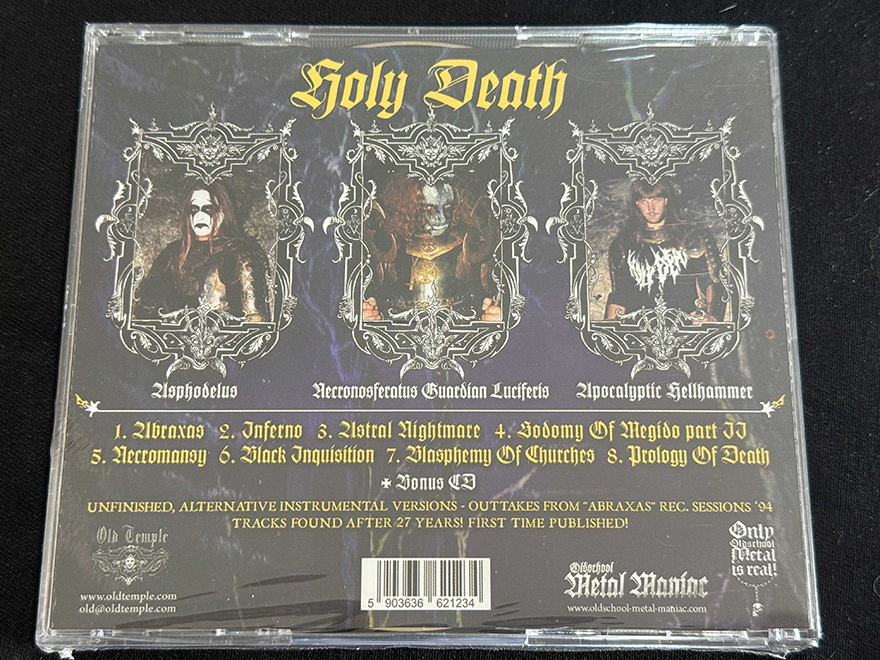 Holy Death
Asphodelus
Necronosferatus Guardian Luciferis
Apocalyptic Hellhammer
1. Abraxas 2. Inferno 3. Astral Nightmare 4. Sodomy Of Megido part II
5. Necromansy 6. Black Inquisition 7. Blasphemy Of Churches 8. Prology Of Death
+ Bonus CD
UNFINISHED, ALTERNATIVE INSTRUMENTAL VERSIONS - OUTTAKES FROM "ABRAXAS" REC. SESSIONS '94
TRACKS FOUND AFTER 27 YEARS! FIRST TIME PUBLISHED!
Old Temple
www.oldtemple.com
old@oldtemple.com
5 903636 621234
Oldschool
Metal Maniac
www.oldschool-metal-maniac.com
Only
Oldschool
Metal
is real!